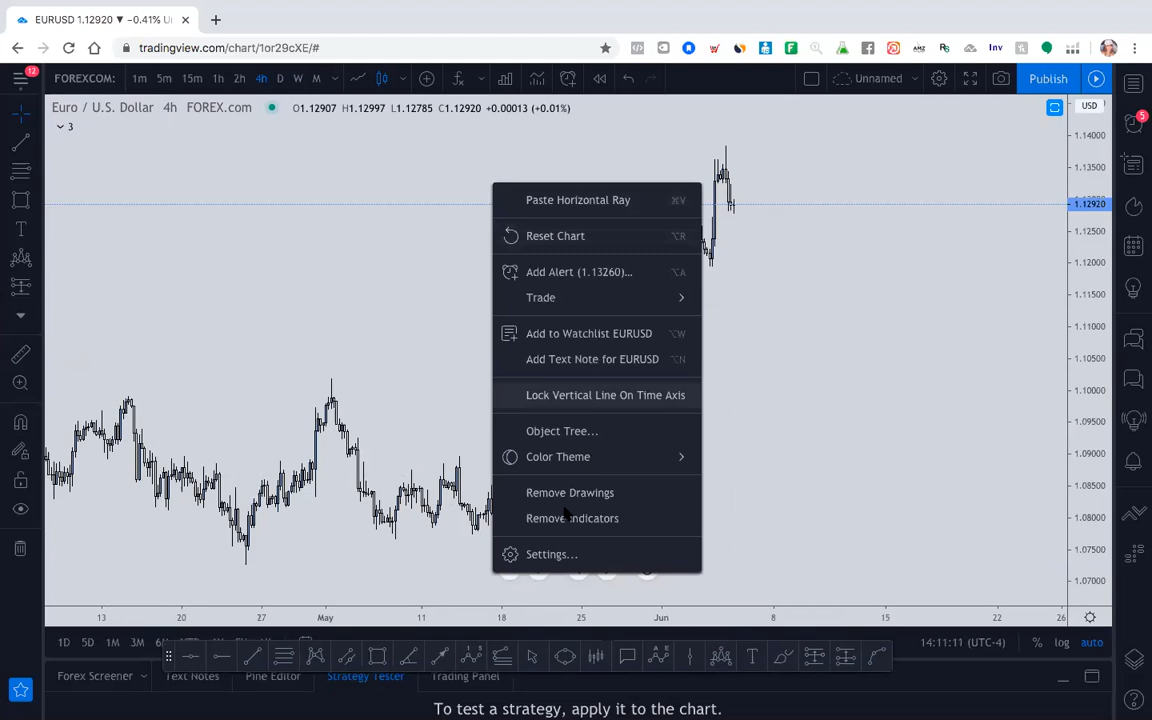 EURUSD 1.12920 ▼ −0.41% U
tradingview.com/chart/1or29cXE/#
12 FOREXCOM: 1m 5m 15m 1h 2h 4h D W M Unnamed Publish
Euro / U.S. Dollar 4h FOREX.com O1.12907 H1.12997 L1.12785 C1.12920 +0.00013 (+0.01%) USD
3
5
1.14000
1.13500
1.12920
1.12500
1.12000
1.11500
1.11000
1.10500
1.10000
1.09500
1.09000
1.08500
1.08000
1.07500
1.07000
Paste Horizontal Ray ⌘V
Reset Chart ⌥R
Add Alert (1.13260)... ⌥A
Trade
Add to Watchlist EURUSD ⌥W
Add Text Note for EURUSD ⌥N
Lock Vertical Line On Time Axis
Object Tree...
Color Theme
Remove Drawings
Remove Indicators
Settings...
13 20 27 May 11 18 25 Jun 8 15 22 26
1D 5D 1M 3M 14:11:11 (UTC-4) % log auto
Forex Screener Text Notes Pine Editor Strategy Tester Trading Panel
To test a strategy, apply it to the chart.